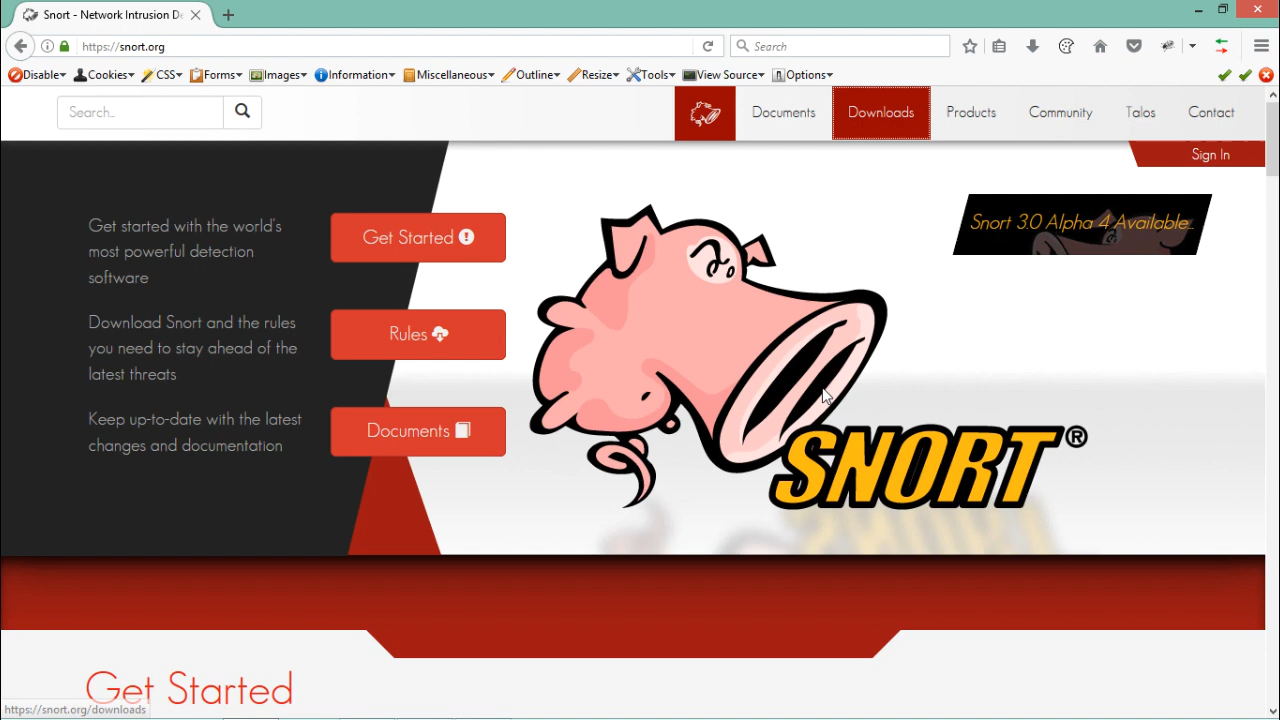 Snort - Network Intrusion De
https://snort.org
Search
Disable Cookies CSS Forms Images Information Miscellaneous Outline Resize Tools View Source Options
Search...
Documents Downloads Products Community Talos Contact
Sign In
Get started with the world's
most powerful detection
software
Get Started
Snort 3.0 Alpha 4 Available...
Download Snort and the rules
you need to stay ahead of the
latest threats
Rules
Keep up-to-date with the latest
changes and documentation
Documents
SNORT®
Get Started
https://snort.org/downloads